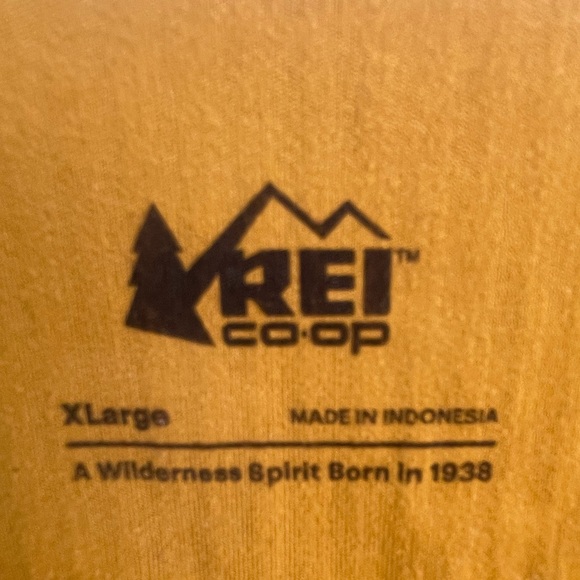 REI™
co·op
XLarge MADE IN INDONESIA
A Wilderness Spirit Born In 1938